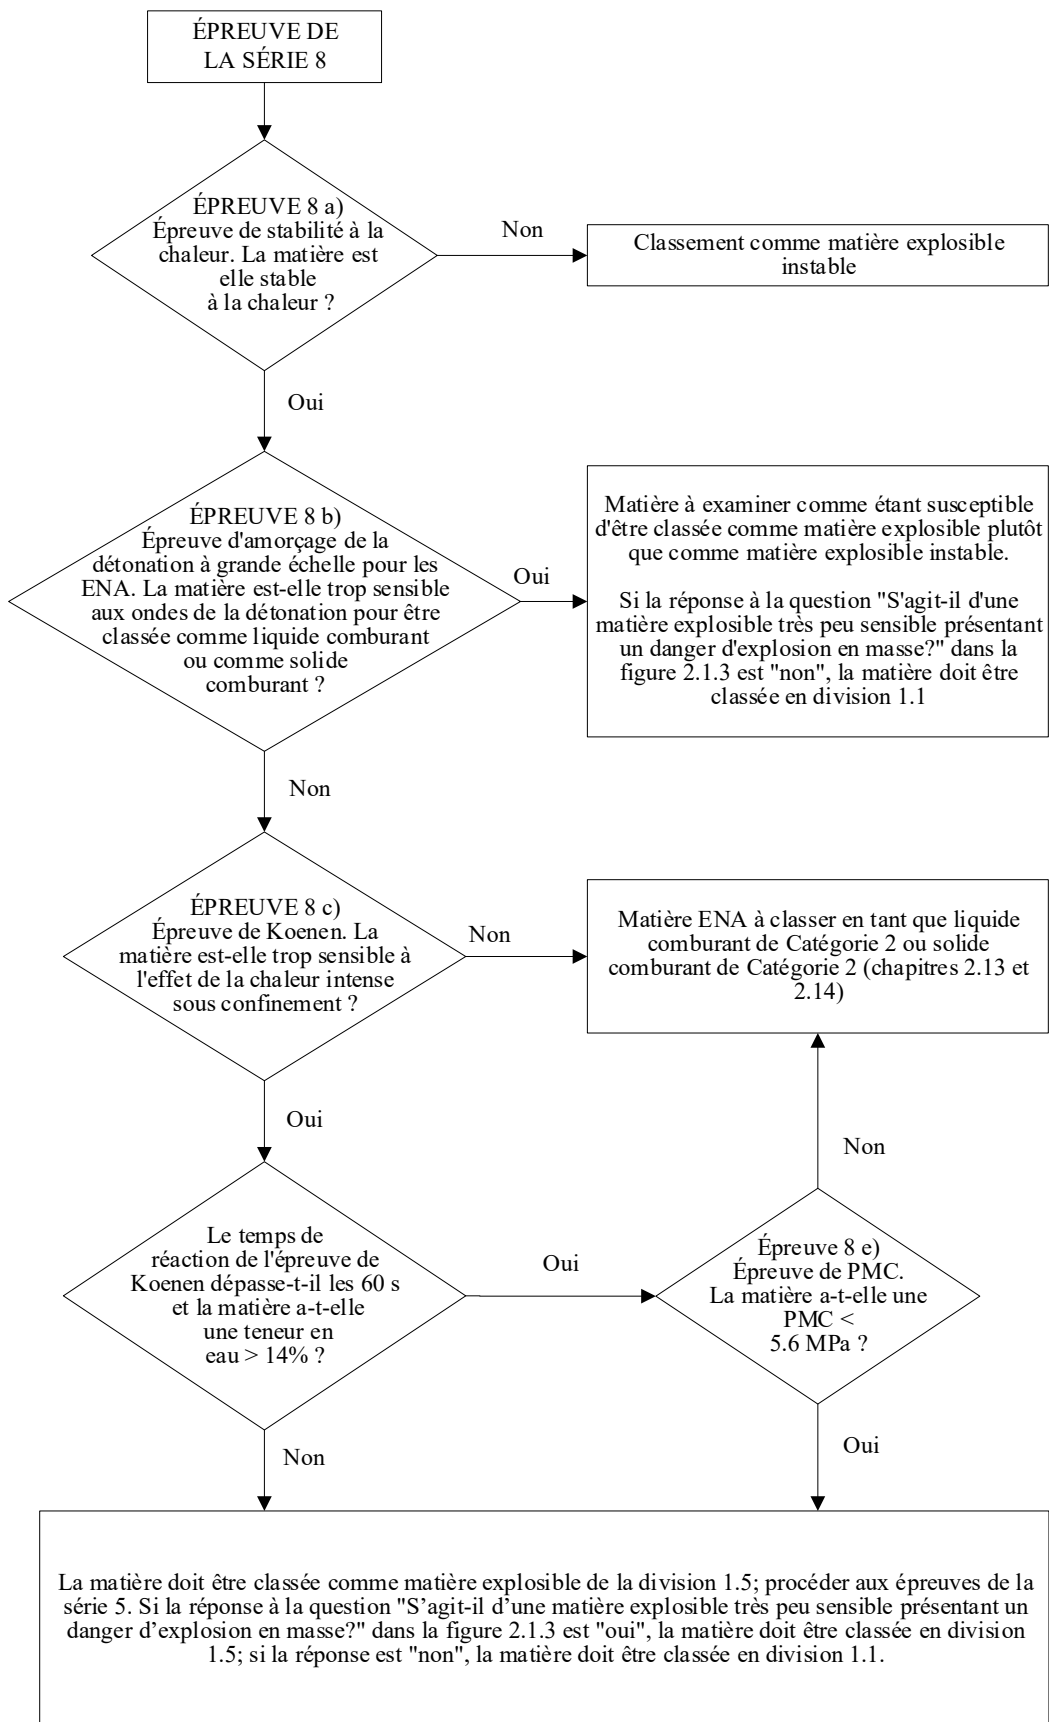 ÉPREUVE DE
LA SÉRIE 8
ÉPREUVE 8 a)
Épreuve de stabilité à la
chaleur. La matière est
elle stable
à la chaleur ?
Non
Classement comme matière explosible
instable
Oui
ÉPREUVE 8 b)
Épreuve d'amorçage de la
détonation à grande échelle pour les
ENA. La matière est-elle trop sensible
aux ondes de la détonation pour être
classée comme liquide comburant
ou comme solide
comburant ?
Oui
Matière à examiner comme étant susceptible
d'être classée comme matière explosible plutôt
que comme matière explosible instable.
Si la réponse à la question "S'agit-il d'une
matière explosible très peu sensible présentant
un danger d'explosion en masse?" dans la
figure 2.1.3 est "non", la matière doit être
classée en division 1.1
Non
ÉPREUVE 8 c)
Épreuve de Koenen. La
matière est-elle trop sensible à
l'effet de la chaleur intense
sous confinement ?
Non
Matière ENA à classer en tant que liquide
comburant de Catégorie 2 ou solide
comburant de Catégorie 2 (chapitres 2.13 et
2.14)
Oui
Non
Le temps de
réaction de l'épreuve de
Koenen dépasse-t-il les 60 s
et la matière a-t-elle
une teneur en
eau > 14% ?
Oui
Épreuve 8 e)
Épreuve de PMC.
La matière a-t-elle une
PMC <
5.6 MPa ?
Non
Oui
La matière doit être classée comme matière explosible de la division 1.5; procéder aux épreuves de la
série 5. Si la réponse à la question "S’agit-il d’une matière explosible très peu sensible présentant un
danger d’explosion en masse?" dans la figure 2.1.3 est "oui", la matière doit être classée en division
1.5; si la réponse est "non", la matière doit être classée en division 1.1.